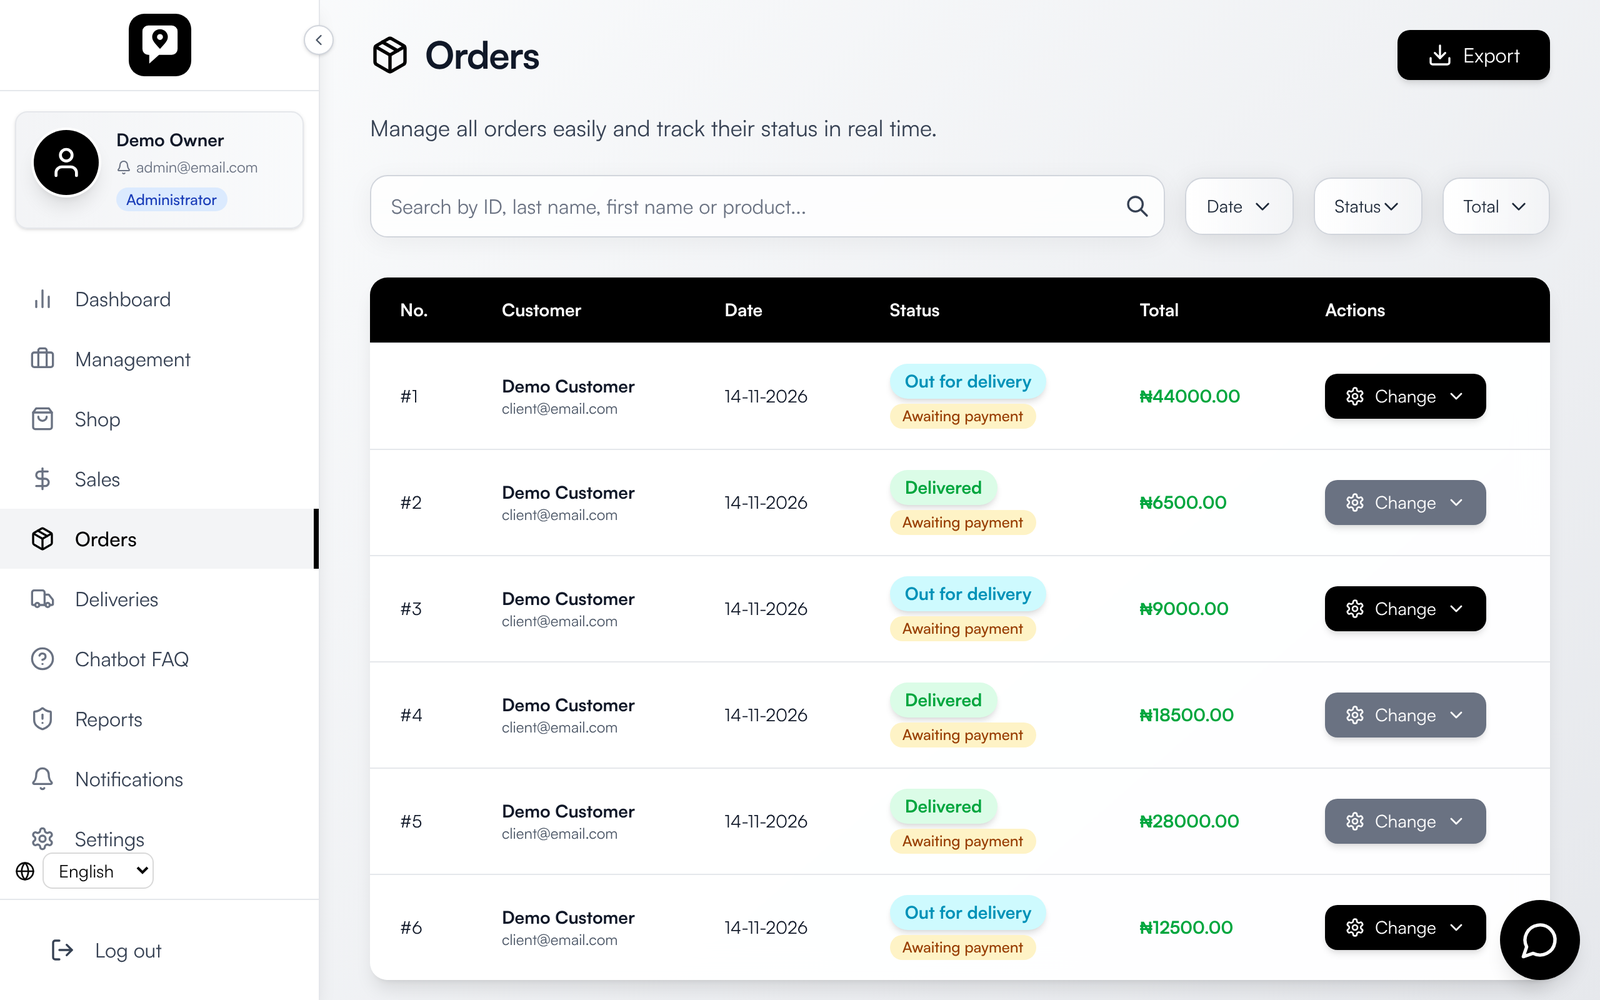 Demo Owner
admin@email.com
Administrator
Dashboard
Management
Shop
Sales
Orders
Deliveries
Chatbot FAQ
Reports
Notifications
Settings
English
Log out
Orders
Export
Manage all orders easily and track their status in real time.
Search by ID, last name, first name or product...
Date
Status
Total
No. Customer Date Status Total Actions
#1 Demo Customer client@email.com 14-11-2026 Out for delivery Awaiting payment ₦44000.00 Change
#2 Demo Customer client@email.com 14-11-2026 Delivered Awaiting payment ₦6500.00 Change
#3 Demo Customer client@email.com 14-11-2026 Out for delivery Awaiting payment ₦9000.00 Change
#4 Demo Customer client@email.com 14-11-2026 Delivered Awaiting payment ₦18500.00 Change
#5 Demo Customer client@email.com 14-11-2026 Delivered Awaiting payment ₦28000.00 Change
#6 Demo Customer client@email.com 14-11-2026 Out for delivery Awaiting payment ₦12500.00 Change